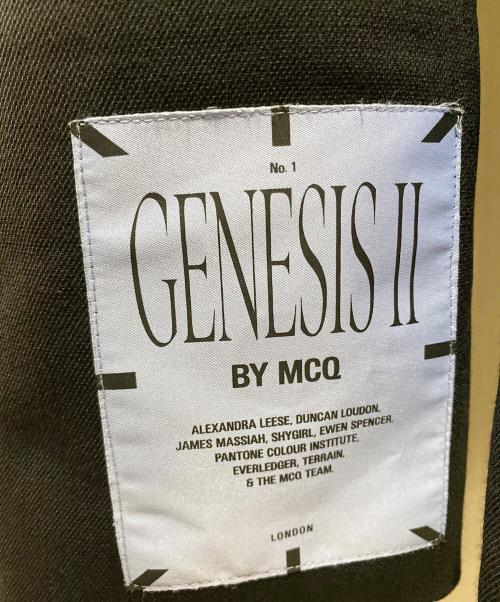 No. 1
GENESIS II
BY MCQ
ALEXANDRA LEESE, DUNCAN LOUDON,
JAMES MASSIAH, SHYGIRL, EWEN SPENCER,
PANTONE COLOUR INSTITUTE,
EVERLEDGER, TERRAIN,
& THE MCQ TEAM.
LONDON